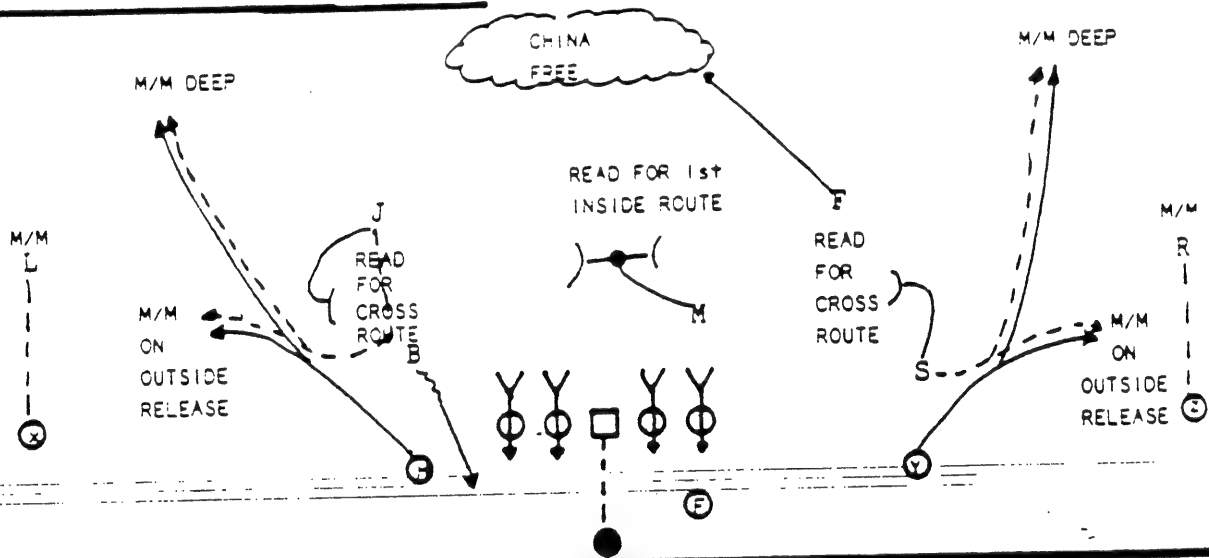 CHINA
FREE
M/M DEEP
M/M DEEP
READ FOR 1st
INSIDE ROUTE
M/M
L
J
READ
FOR
CROSS
ROUTE
F
READ
FOR
CROSS
ROUTE
M/M
R
M/M
ON
OUTSIDE
RELEASE
B
M
S
M/M
ON
OUTSIDE
RELEASE
X
H
Y
Z
F